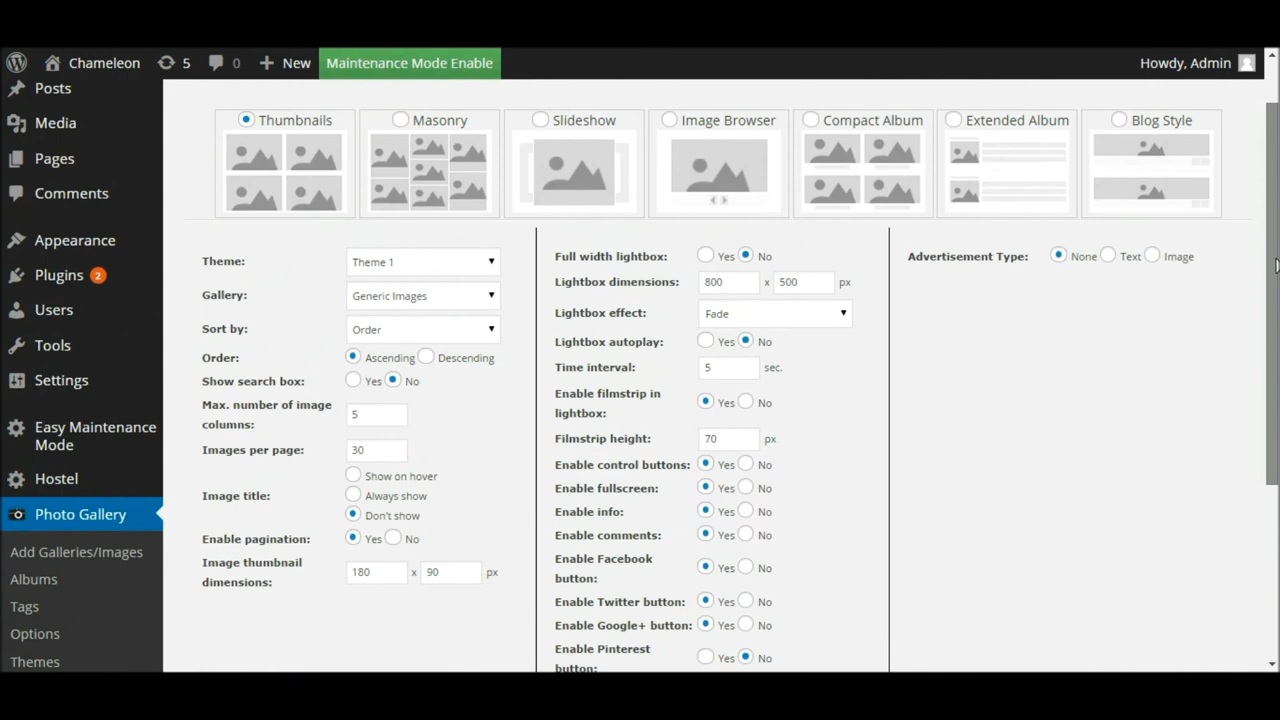 Chameleon 5 0 New Maintenance Mode Enable Howdy, Admin
Posts
Media
Pages
Comments
Appearance
Plugins 2
Users
Tools
Settings
Easy Maintenance
Mode
Hostel
Photo Gallery
Add Galleries/Images
Albums
Tags
Options
Themes
Thumbnails Masonry Slideshow Image Browser Compact Album Extended Album Blog Style
Theme: Theme 1
Gallery: Generic Images
Sort by: Order
Order: Ascending Descending
Show search box: Yes No
Max. number of image
columns: 5
Images per page: 30
Image title: Show on hover
Always show
Don't show
Enable pagination: Yes No
Image thumbnail
dimensions: 180 x 90 px
Full width lightbox: Yes No
Lightbox dimensions: 800 x 500 px
Lightbox effect: Fade
Lightbox autoplay: Yes No
Time interval: 5 sec.
Enable filmstrip in
lightbox: Yes No
Filmstrip height: 70 px
Enable control buttons: Yes No
Enable fullscreen: Yes No
Enable info: Yes No
Enable comments: Yes No
Enable Facebook
button: Yes No
Enable Twitter button: Yes No
Enable Google+ button: Yes No
Enable Pinterest
button: Yes No
Advertisement Type: None Text Image